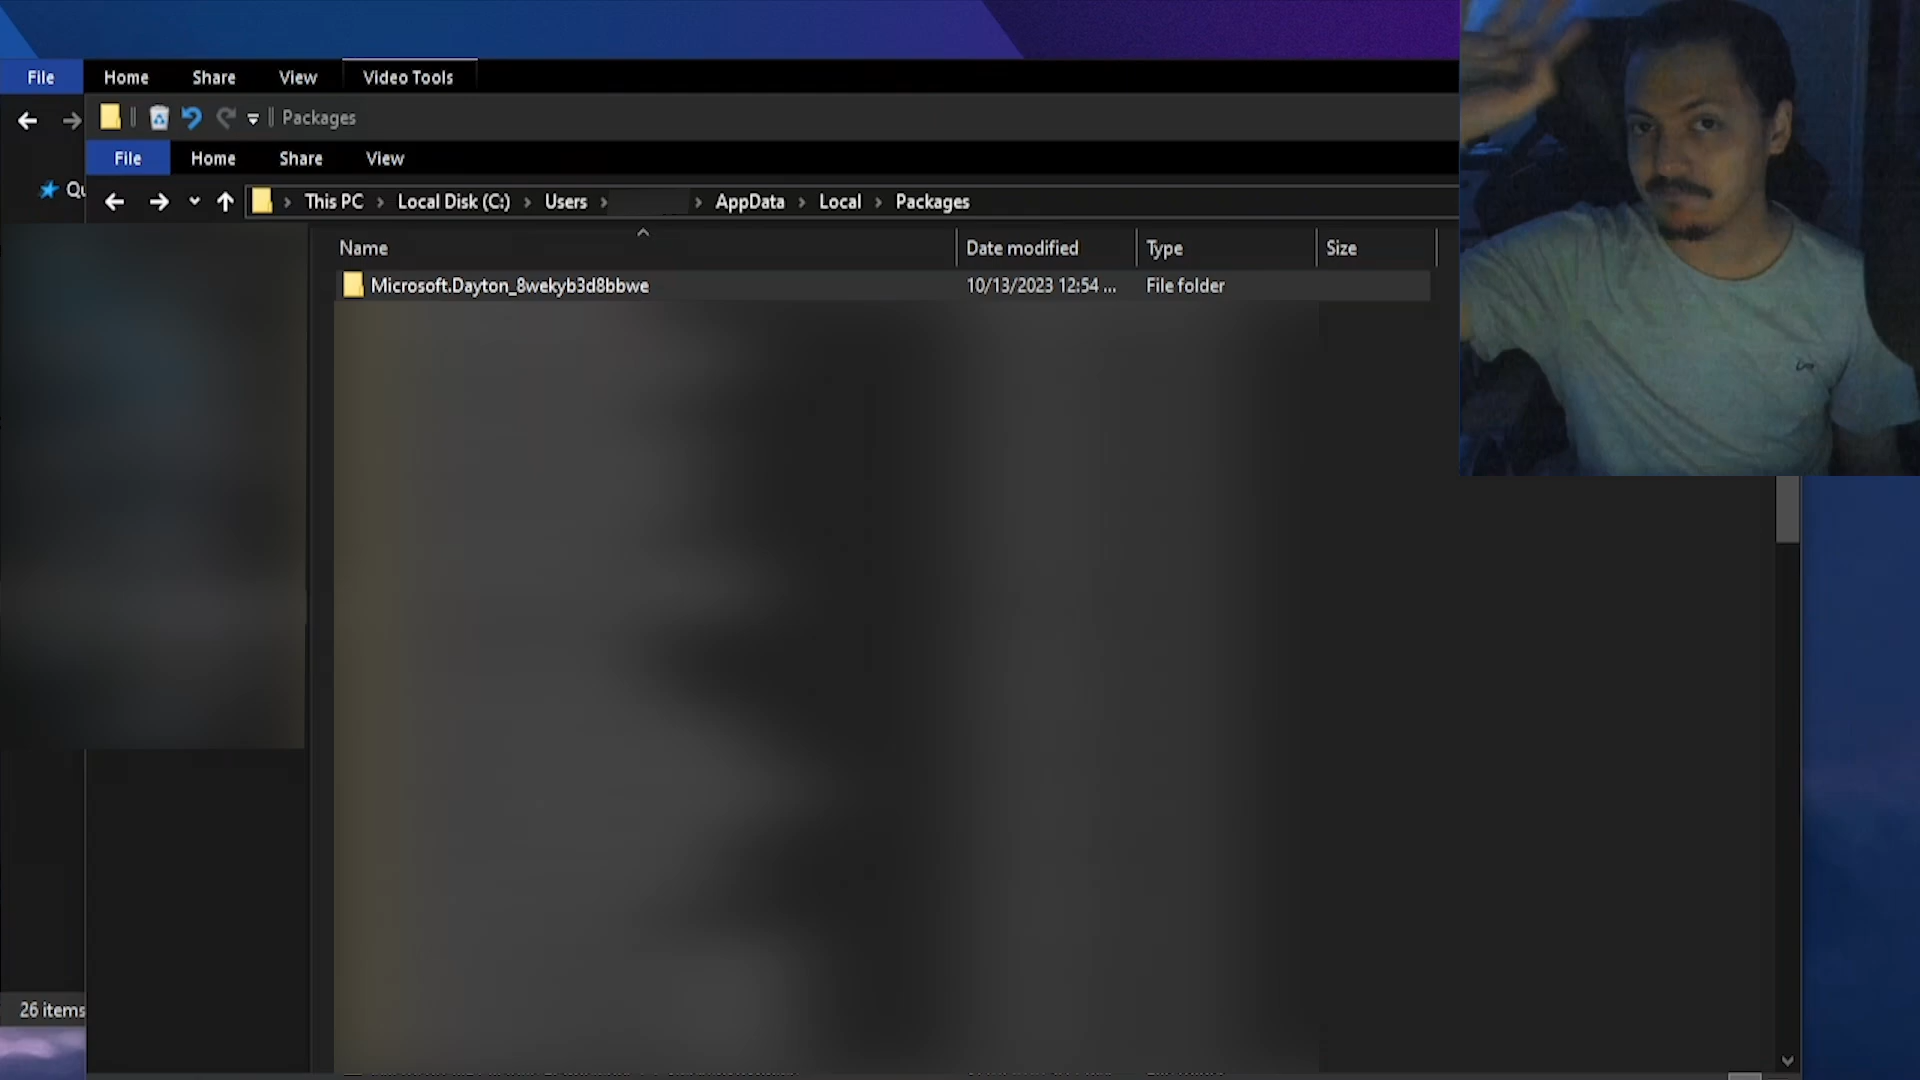 File Home Share View Video Tools
Packages
File Home Share View
Qu
This PC › Local Disk (C:) › Users › › AppData › Local › Packages
Name Date modified Type Size
Microsoft.Dayton_8wekyb3d8bbwe 10/13/2023 12:54 ... File folder
26 items